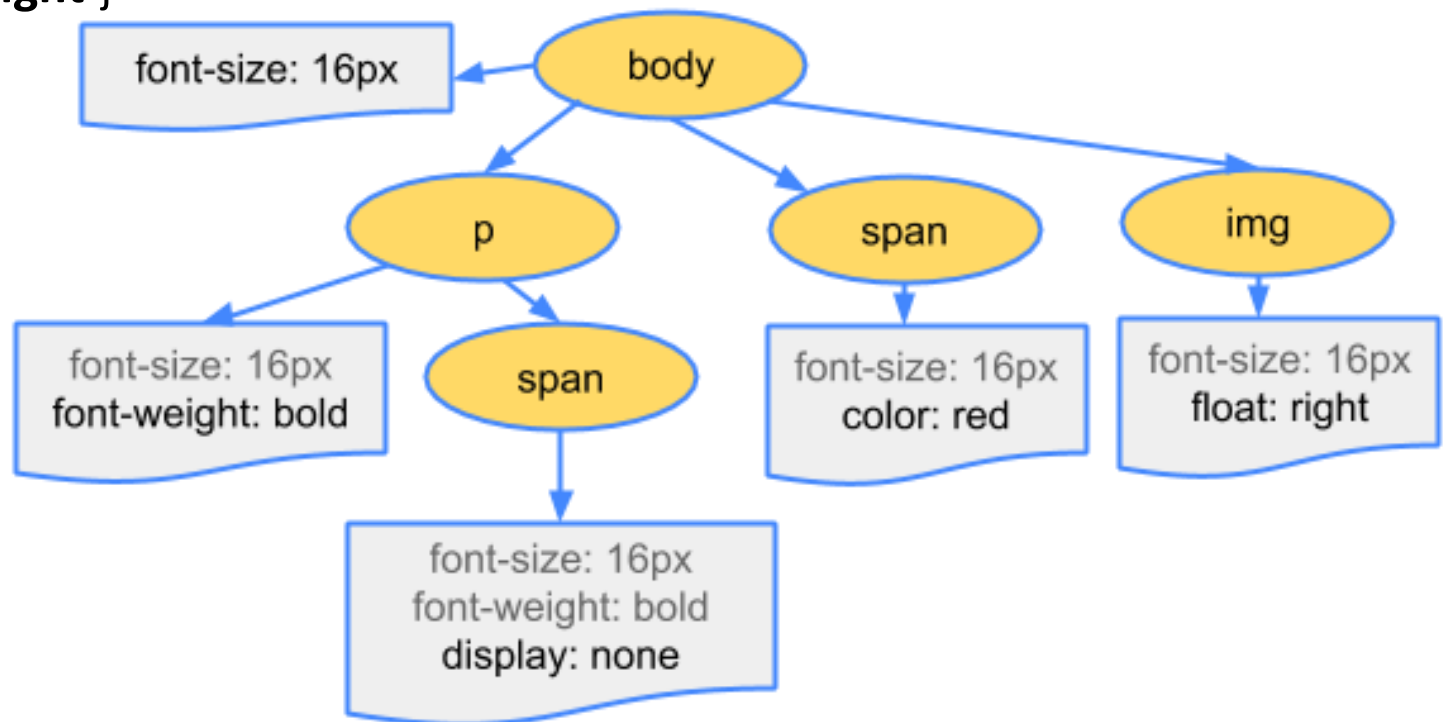 ight }
font-size: 16px
body
p
span
img
font-size: 16px
font-weight: bold
span
font-size: 16px
color: red
font-size: 16px
float: right
font-size: 16px
font-weight: bold
display: none